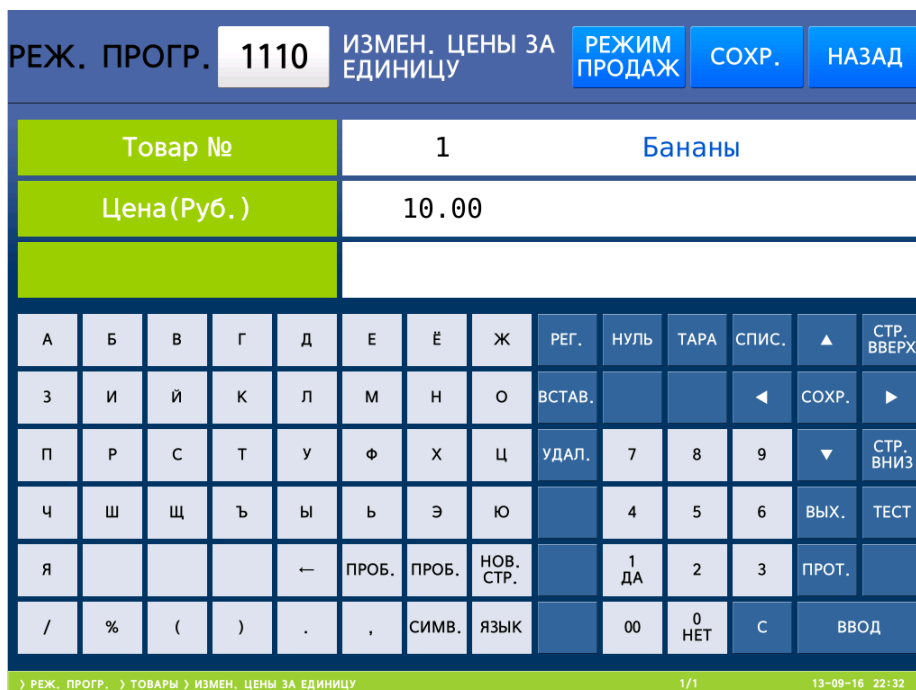 РЕЖ. ПРОГР. 1110 ИЗМЕН. ЦЕНЫ ЗА ЕДИНИЦУ РЕЖИМ ПРОДАЖ СОХР. НАЗАД
Товар № 1 Бананы
Цена(Руб.) 10.00
А Б В Г Д Е Ё Ж РЕГ. НУЛЬ ТАРА СПИС. ▲ СТР. ВВЕРХ
З И Й К Л М Н О ВСТАВ. ◀ СОХР. ▶
П Р С Т У Ф Х Ц УДАЛ. 7 8 9 ▼ СТР. ВНИЗ
Ч Ш Щ Ъ Ы Ь Э Ю 4 5 6 ВЫХ. ТЕСТ
Я ← ПРОБ. ПРОБ. НОВ. СТР. 1 ДА 2 3 ПРОТ.
/ % ( ) . , СИМВ. ЯЗЫК 00 0 НЕТ С ВВОД
〉РЕЖ. ПРОГР. 〉ТОВАРЫ 〉ИЗМЕН. ЦЕНЫ ЗА ЕДИНИЦУ 1/1 13-09-16 22:32